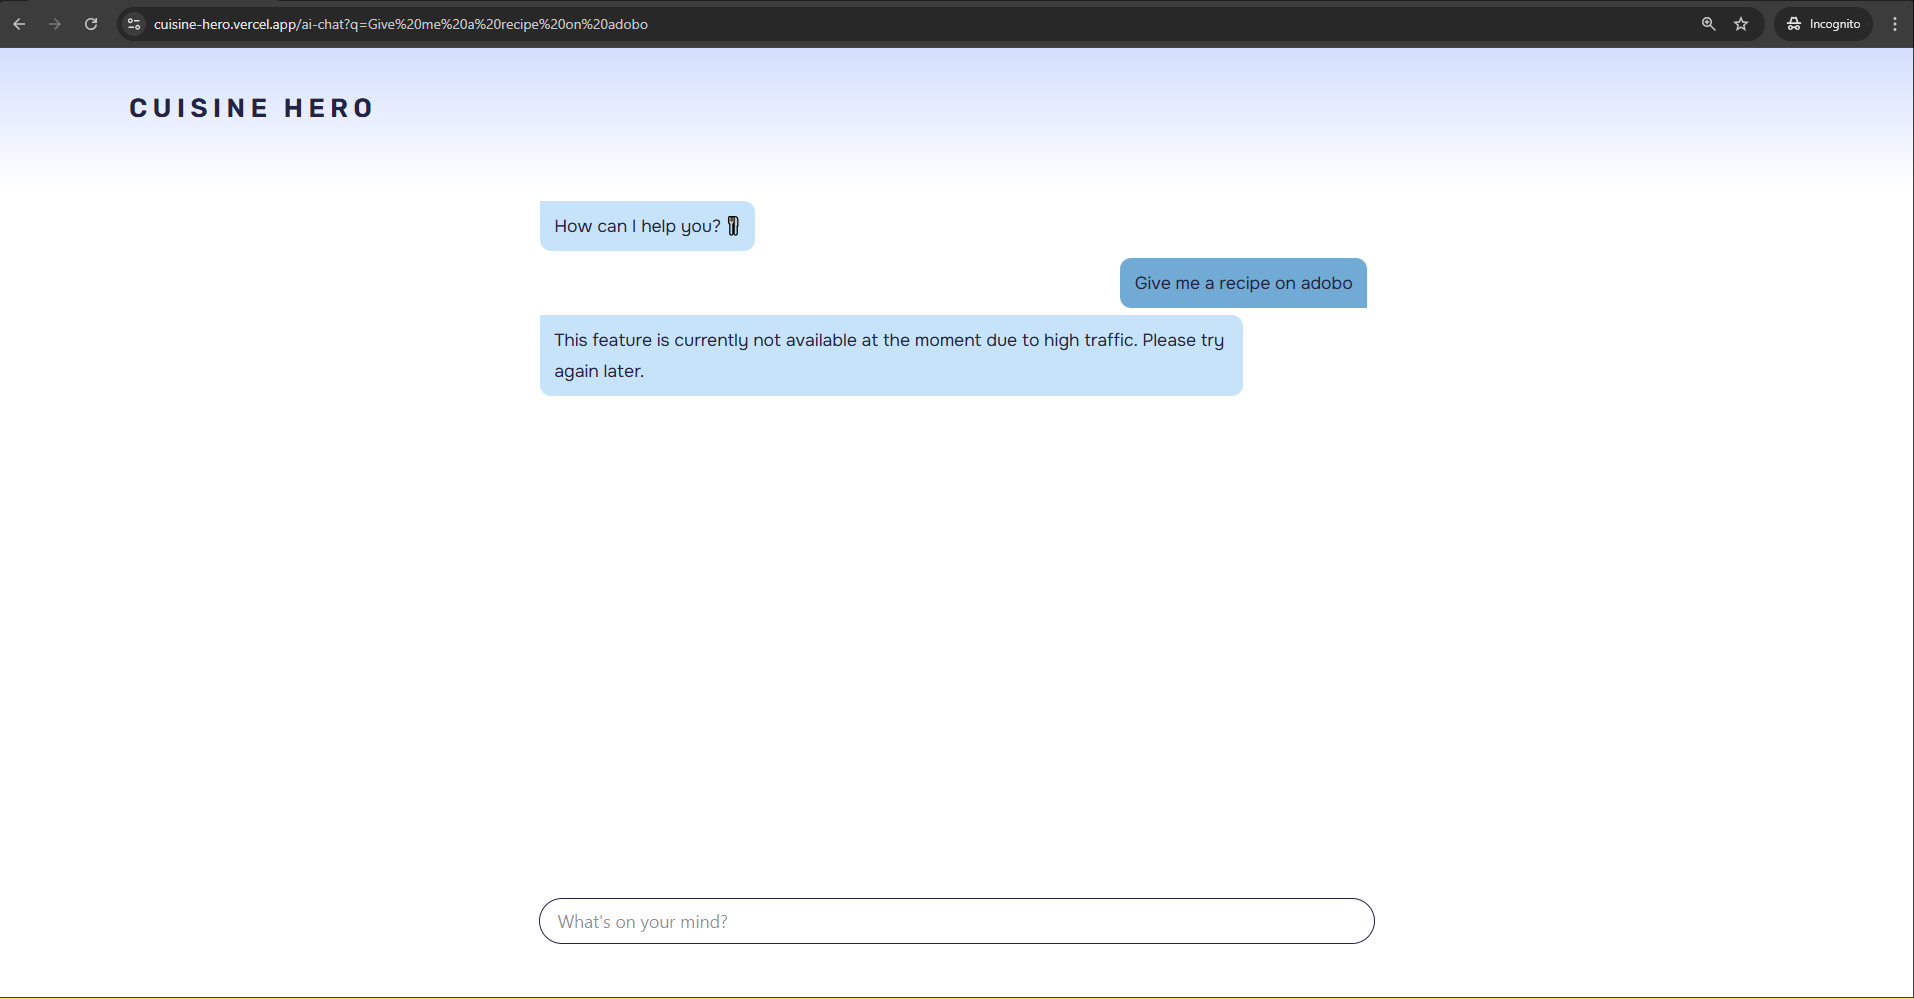 cuisine-hero.vercel.app/ai-chat?q=Give%20me%20a%20recipe%20on%20adobo
Incognito
CUISINE HERO
How can I help you? 🍴
Give me a recipe on adobo
This feature is currently not available at the moment due to high traffic. Please try
again later.
What's on your mind?